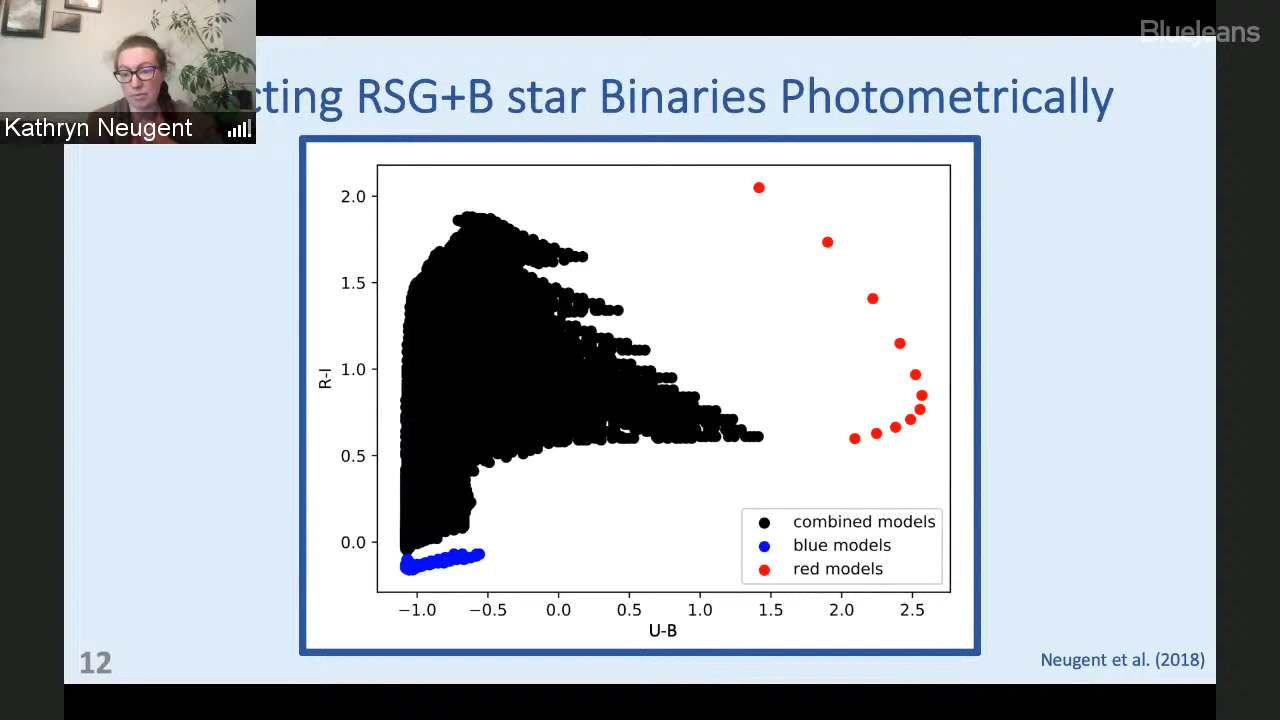 BlueJeans
cting RSG+B star Binaries Photometrically
Kathryn Neugent
2.0
1.5
1.0
0.5
0.0
R-I
−1.0 −0.5 0.0 0.5 1.0 1.5 2.0 2.5
U-B
combined models
blue models
red models
12
Neugent et al. (2018)